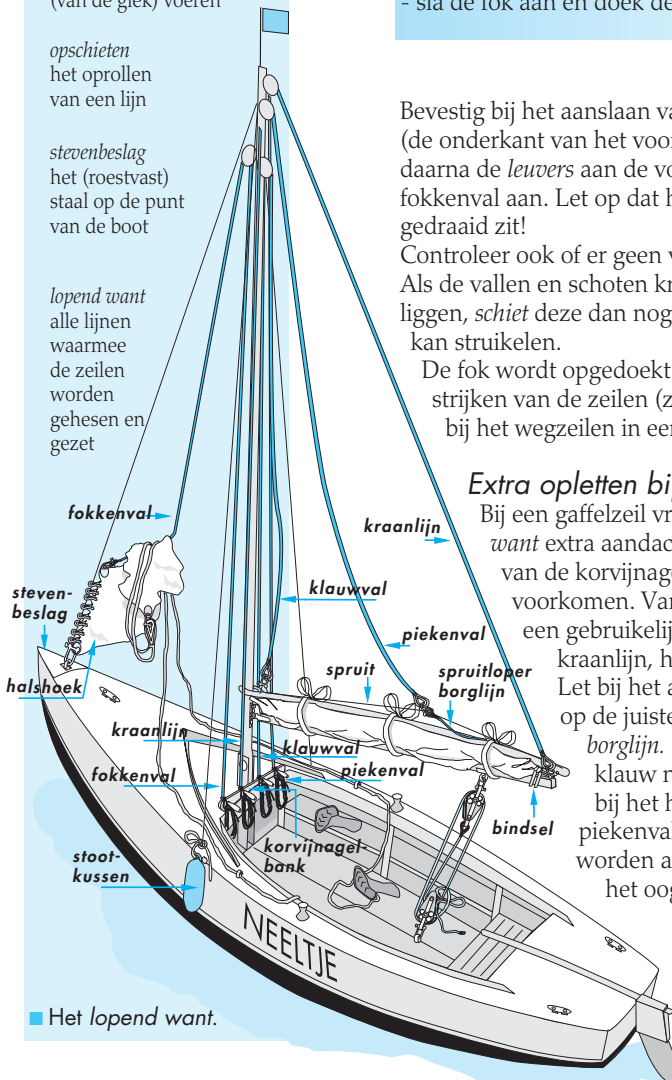 (van de giek) voeren
opschieten
het oprollen
van een lijn
stevenbeslag
het (roestvast)
staal op de punt
van de boot
lopend want
alle lijnen
waarmee
de zeilen
worden
gehesen en
gezet
- sla de fok aan en doek de
Bevestig bij het aanslaan va
(de onderkant van het voor
daarna de leuvers aan de vo
fokkenval aan. Let op dat h
gedraaid zit!
Controleer ook of er geen v
Als de vallen en schoten kr
liggen, schiet deze dan nog
kan struikelen.
De fok wordt opgedoekt
strijken van de zeilen (z
bij het wegzeilen in een
Extra opletten bij
Bij een gaffelzeil vr
want extra aandac
van de korvijnage
voorkomen. Van
een gebruikelij
kraanlijn, h
Let bij het a
op de juiste
borglijn.
klauw n
bij het h
piekenval
worden a
het oog
fokkenval
kraanlijn
steven-
beslag
klauwval
piekenval
halshoek
spruit
spruitloper
borglijn
kraanlijn
klauwval
fokkenval
piekenval
bindsel
korvijnagel-
bank
stoot-
kussen
NEELTJE
Het lopend want.